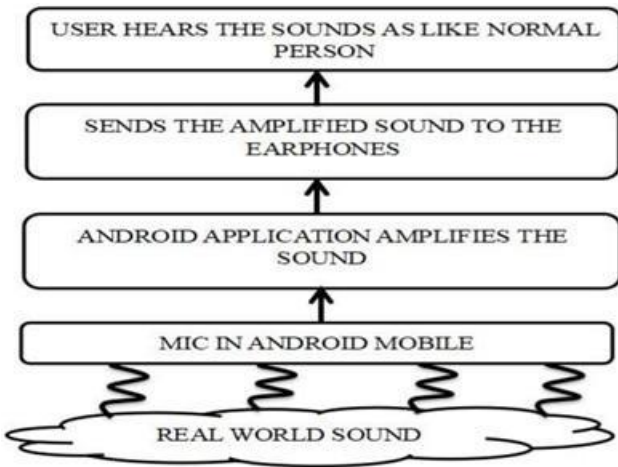 USER HEARS THE SOUNDS AS LIKE NORMAL
PERSON
SENDS THE AMPLIFIED SOUND TO THE
EARPHONES
ANDROID APPLICATION AMPLIFIES THE
SOUND
MIC IN ANDROID MOBILE
REAL WORLD SOUND